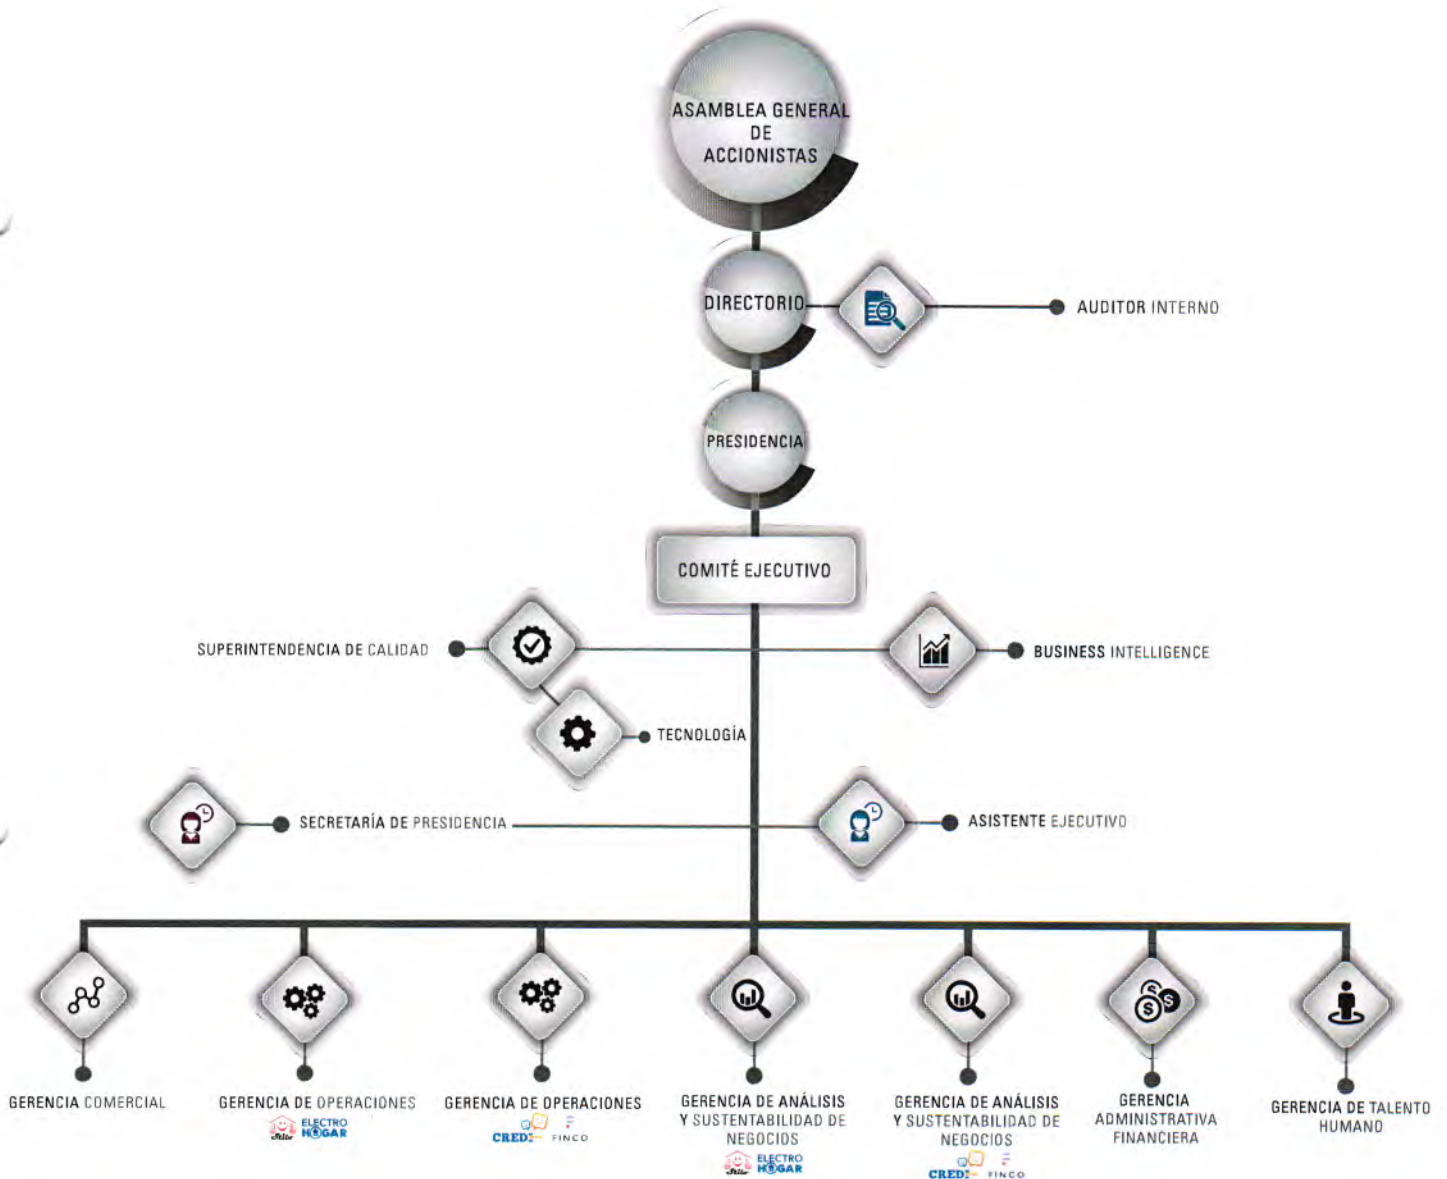 ASAMBLEA GENERAL
DE
ACCIONISTAS
DIRECTORIO
AUDITOR INTERNO
PRESIDENCIA
COMITÉ EJECUTIVO
SUPERINTENDENCIA DE CALIDAD
BUSINESS INTELLIGENCE
TECNOLOGÍA
SECRETARÍA DE PRESIDENCIA
ASISTENTE EJECUTIVO
GERENCIA COMERCIAL
GERENCIA DE OPERACIONES
Stilo ELECTRO
HOGAR
GERENCIA DE OPERACIONES
FINCO
GERENCIA DE ANÁLISIS
Y SUSTENTABILIDAD DE
NEGOCIOS
Stilo ELECTRO
HOGAR
GERENCIA DE ANÁLISIS
Y SUSTENTABILIDAD DE
NEGOCIOS
FINCO
GERENCIA
ADMINISTRATIVA
FINANCIERA
GERENCIA DE TALENTO
HUMANO